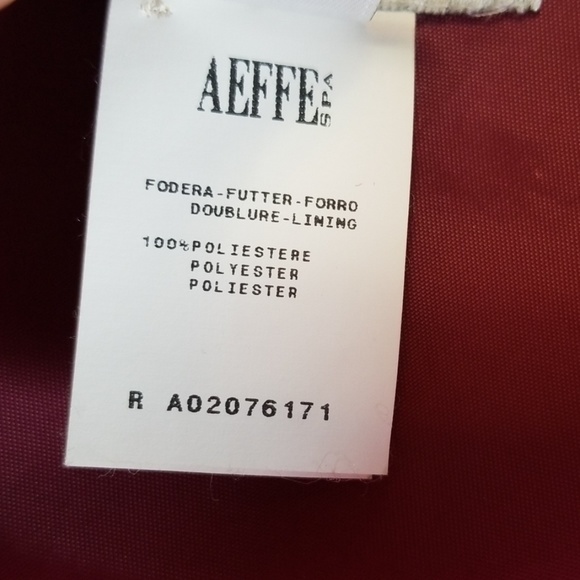 AEFFE SPA
FODERA-FUTTER-FORRO
DOUBLURE-LINING
100%POLIESTERE
POLYESTER
POLIESTER
R A02076171